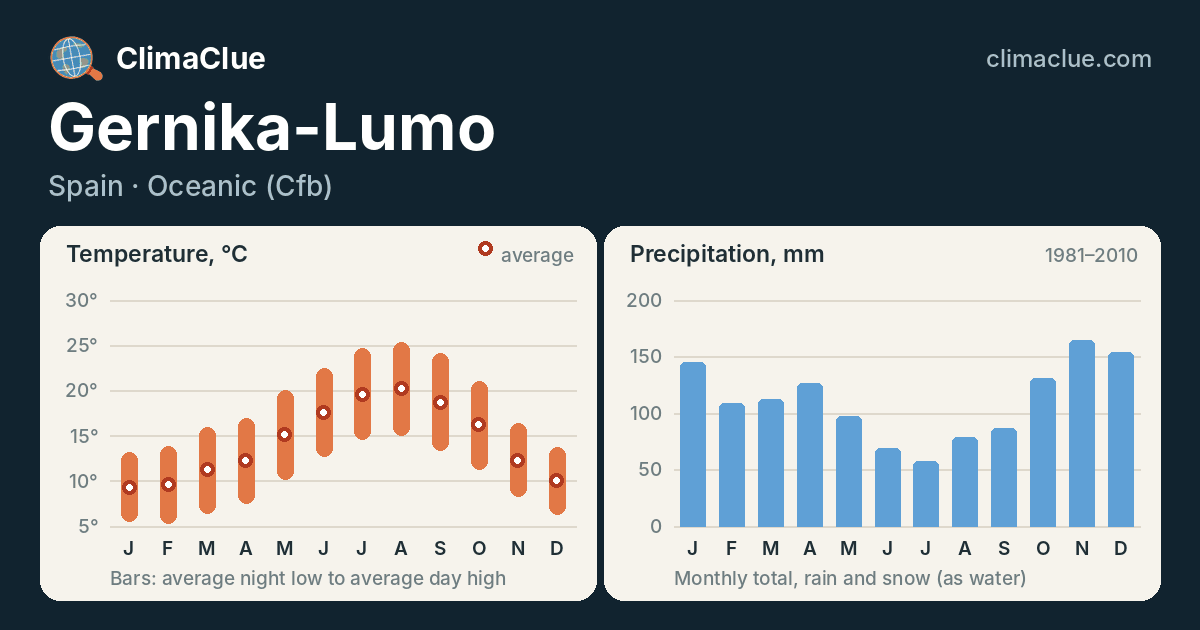 ClimaClue
climaclue.com
Gernika-Lumo
Spain · Oceanic (Cfb)
Temperature, °C
average
30°
25°
20°
15°
10°
5°
J F M A M J J A S O N D
Bars: average night low to average day high
Precipitation, mm
1981–2010
200
150
100
50
0
J F M A M J J A S O N D
Monthly total, rain and snow (as water)